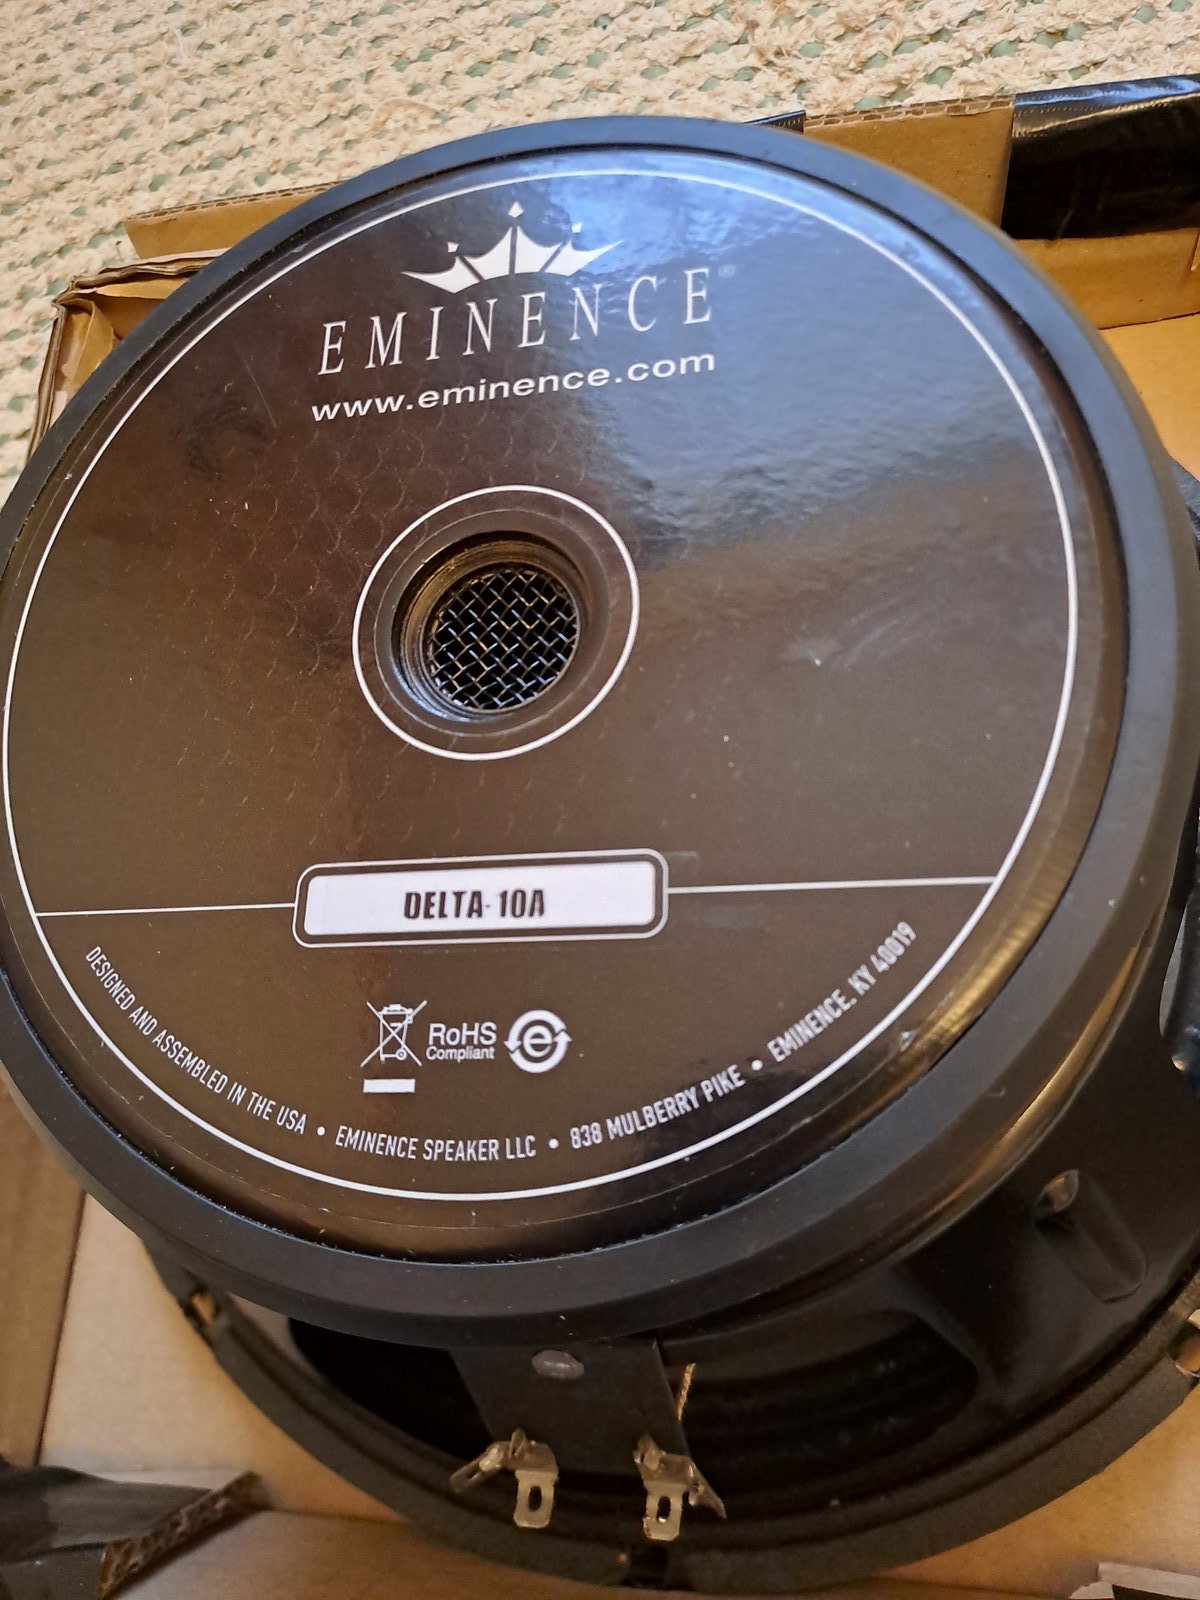 EMINENCE®
www.eminence.com
DELTA-10A
RoHS
Compliant
e
DESIGNED AND ASSEMBLED IN THE USA • EMINENCE SPEAKER LLC • 838 MULBERRY PIKE • EMINENCE, KY 40019